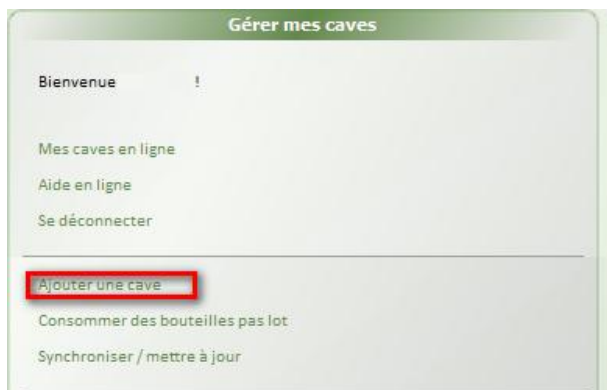 Gérer mes caves
Bienvenue !
Mes caves en ligne
Aide en ligne
Se déconnecter
Ajouter une cave
Consommer des bouteilles pas lot
Synchroniser / mettre à jour